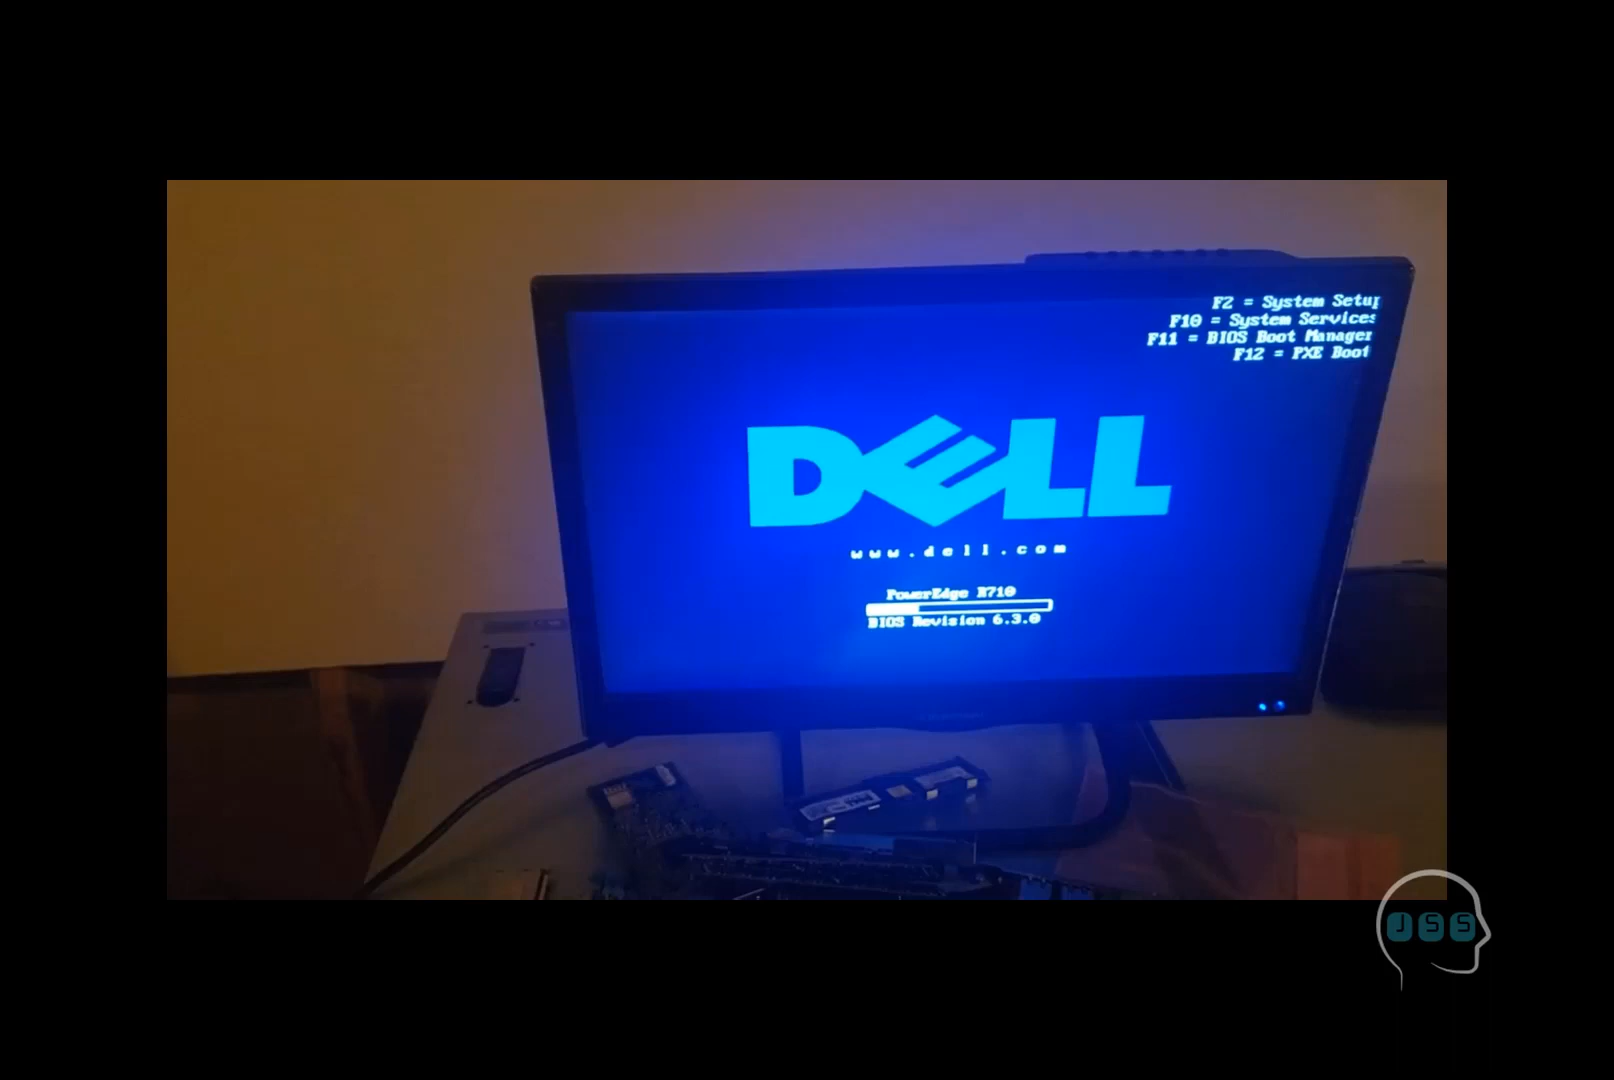 F2 = System Setup
F10 = System Services
F11 = BIOS Boot Manager
F12 = PXE Boot
DELL
www.dell.com
PowerEdge R710
BIOS Revision 6.3.0
JSS